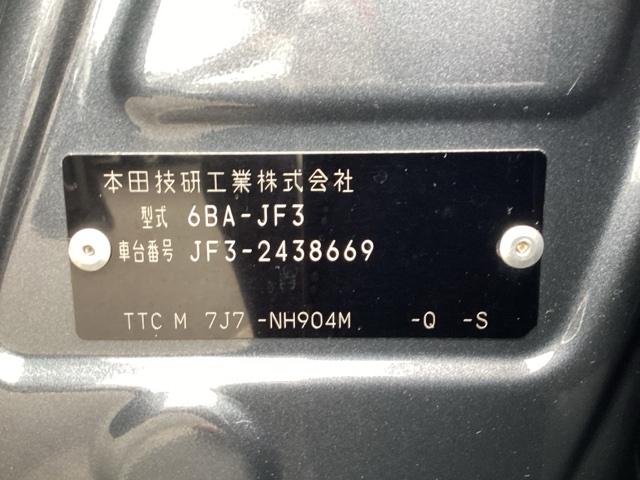 本田技研工業株式会社
型式 6BA-JF3
車台番号 JF3-2438669
TTC M 7J7 -NH904M -Q -S